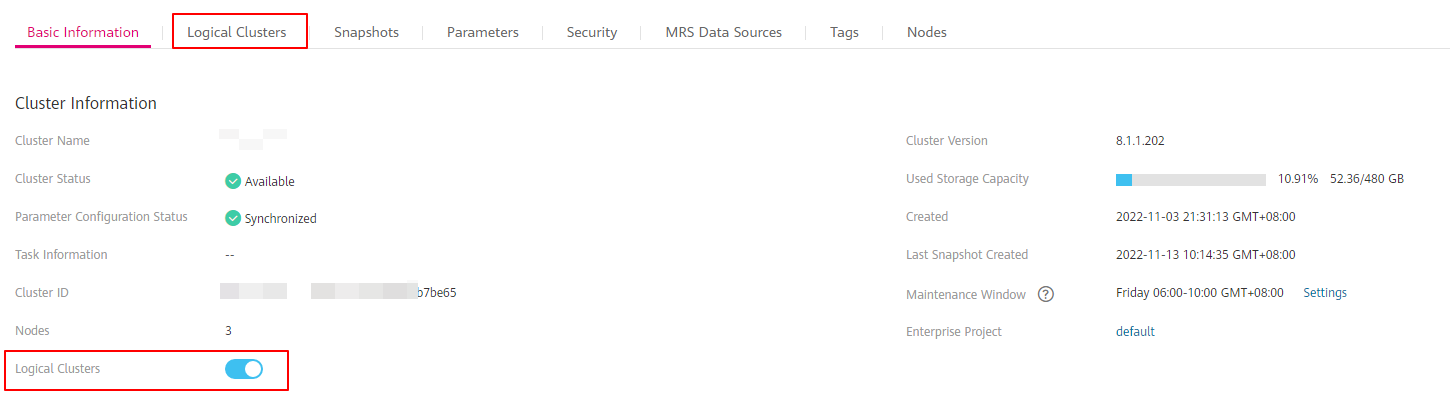 Basic Information Logical Clusters Snapshots Parameters Security MRS Data Sources Tags Nodes
Cluster Information
Cluster Name
Cluster Version 8.1.1.202
Cluster Status Available
Used Storage Capacity 10.91% 52.36/480 GB
Parameter Configuration Status Synchronized
Created 2022-11-03 21:31:13 GMT+08:00
Task Information --
Last Snapshot Created 2022-11-13 10:14:35 GMT+08:00
Cluster ID b7be65
Maintenance Window ? Friday 06:00-10:00 GMT+08:00 Settings
Nodes 3
Enterprise Project default
Logical Clusters